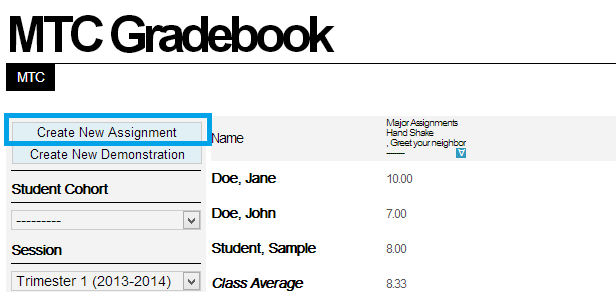 MTC Gradebook
MTC
Create New Assignment
Create New Demonstration
Student Cohort
---------
Session
Trimester 1 (2013-2014)
Name
Major Assignments
Hand Shake
, Greet your neighbor
-------
Doe, Jane 10.00
Doe, John 7.00
Student, Sample 8.00
Class Average 8.33